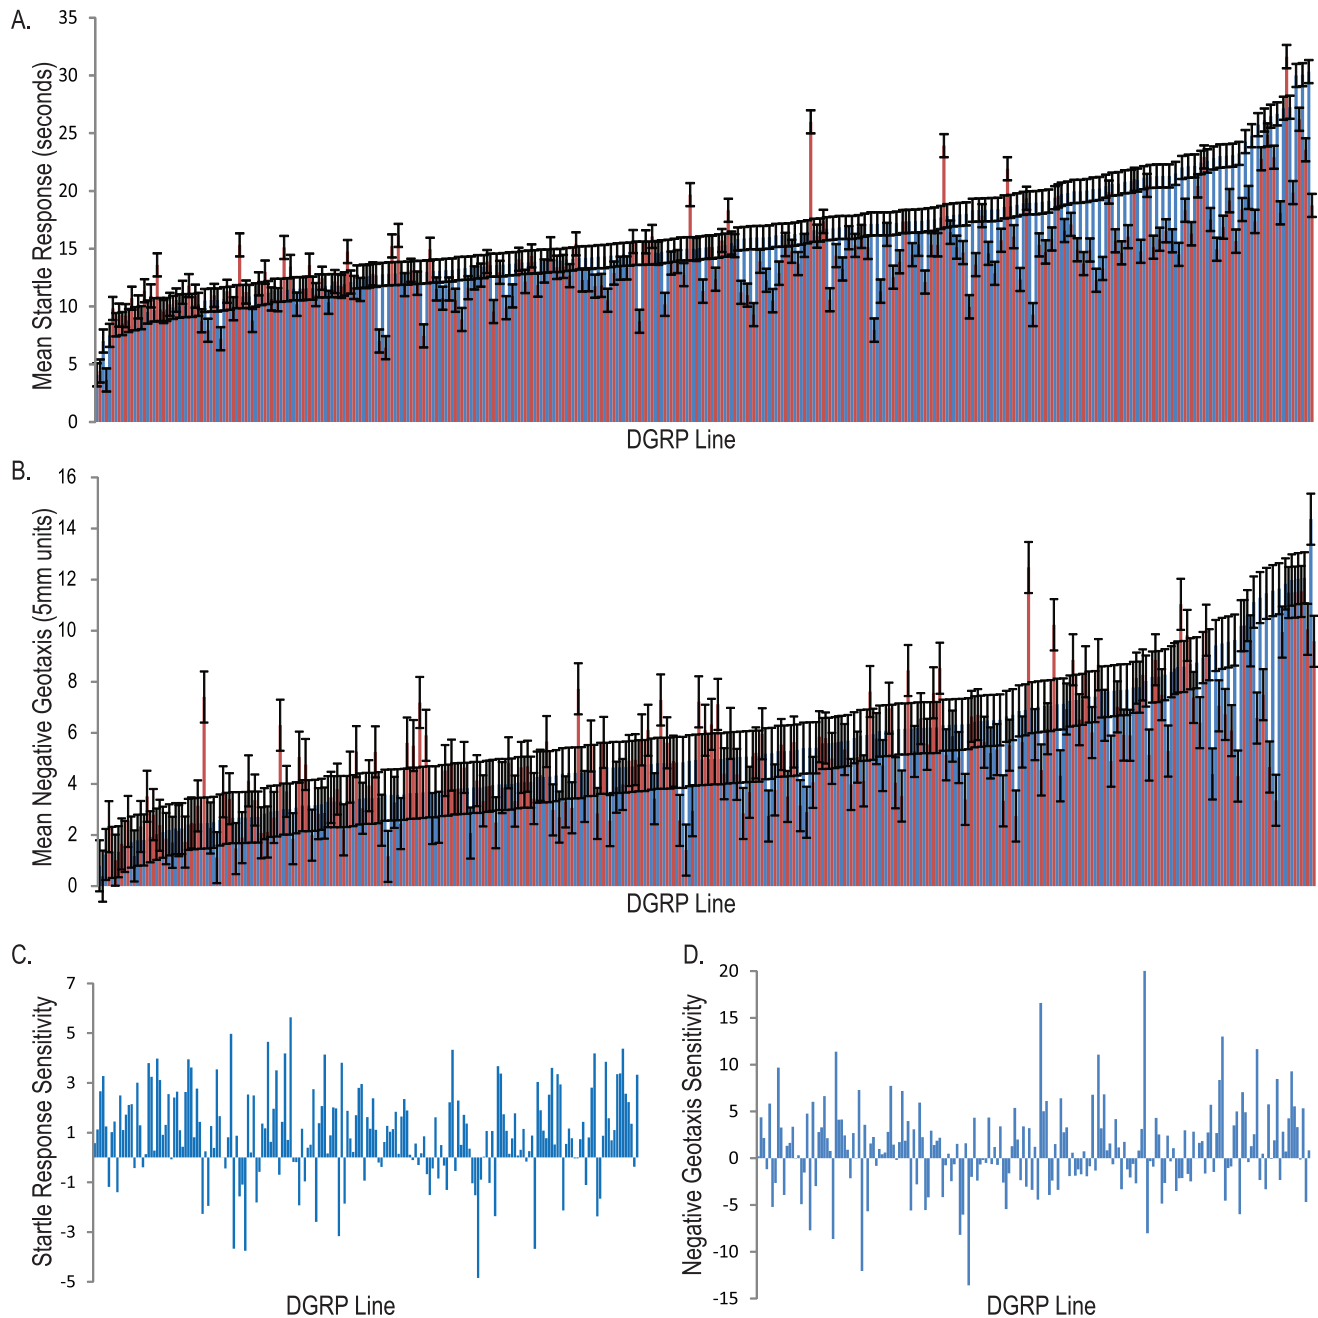 A.
Mean Startle Response (seconds)
35
30
25
20
15
10
5
0
DGRP Line
B.
Mean Negative Geotaxis (5mm units)
16
14
12
10
8
6
4
2
0
DGRP Line
C.
Startle Response Sensitivity
7
5
3
1
-1
-3
-5
DGRP Line
D.
Negative Geotaxis Sensitivity
20
15
10
5
0
-5
-10
-15
DGRP Line